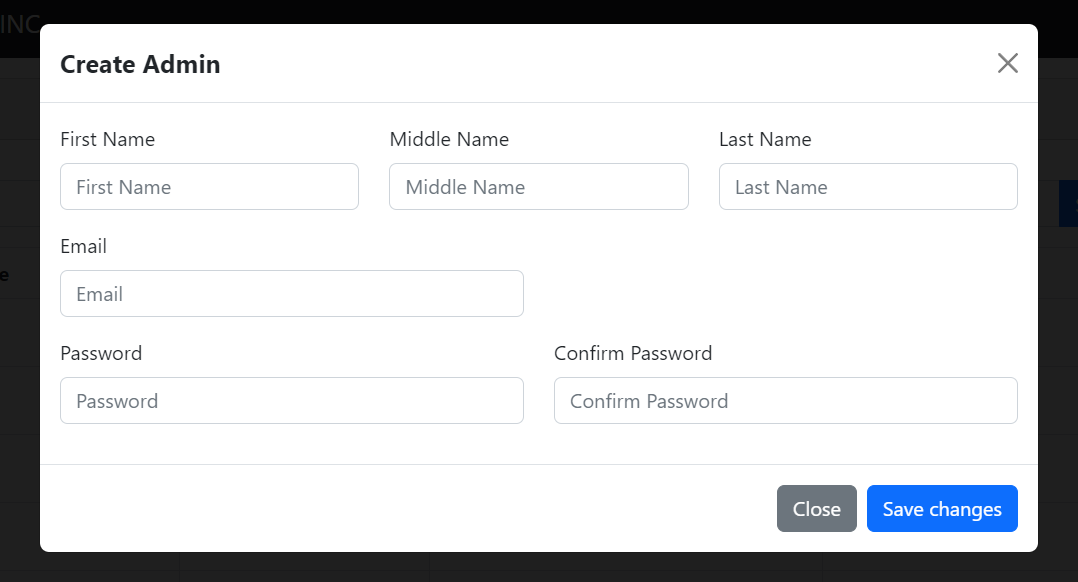 INC
Create Admin
First Name Middle Name Last Name
First Name Middle Name Last Name
Email
Email
Password Confirm Password
Password Confirm Password
Close Save changes